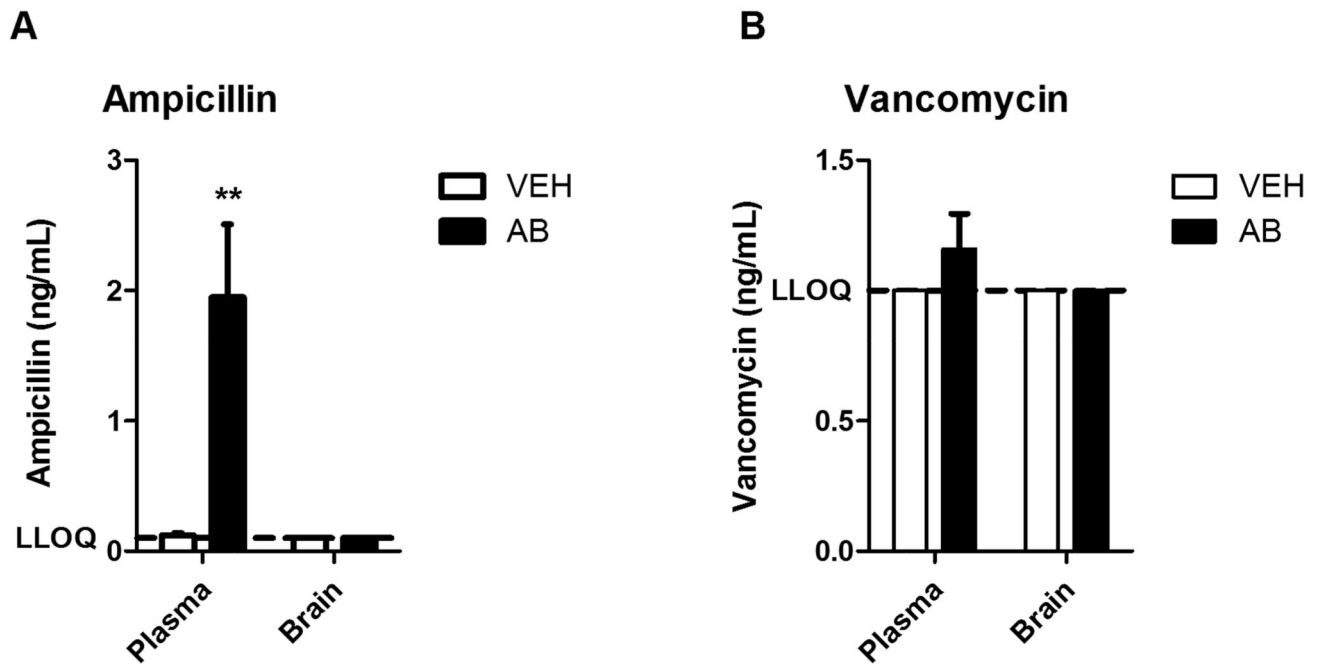 A
Ampicillin
Ampicillin (ng/mL)
3
2
1
0
LLOQ
**
VEH
AB
Plasma
Brain
B
Vancomycin
Vancomycin (ng/mL)
1.5
LLOQ
0.5
0.0
VEH
AB
Plasma
Brain